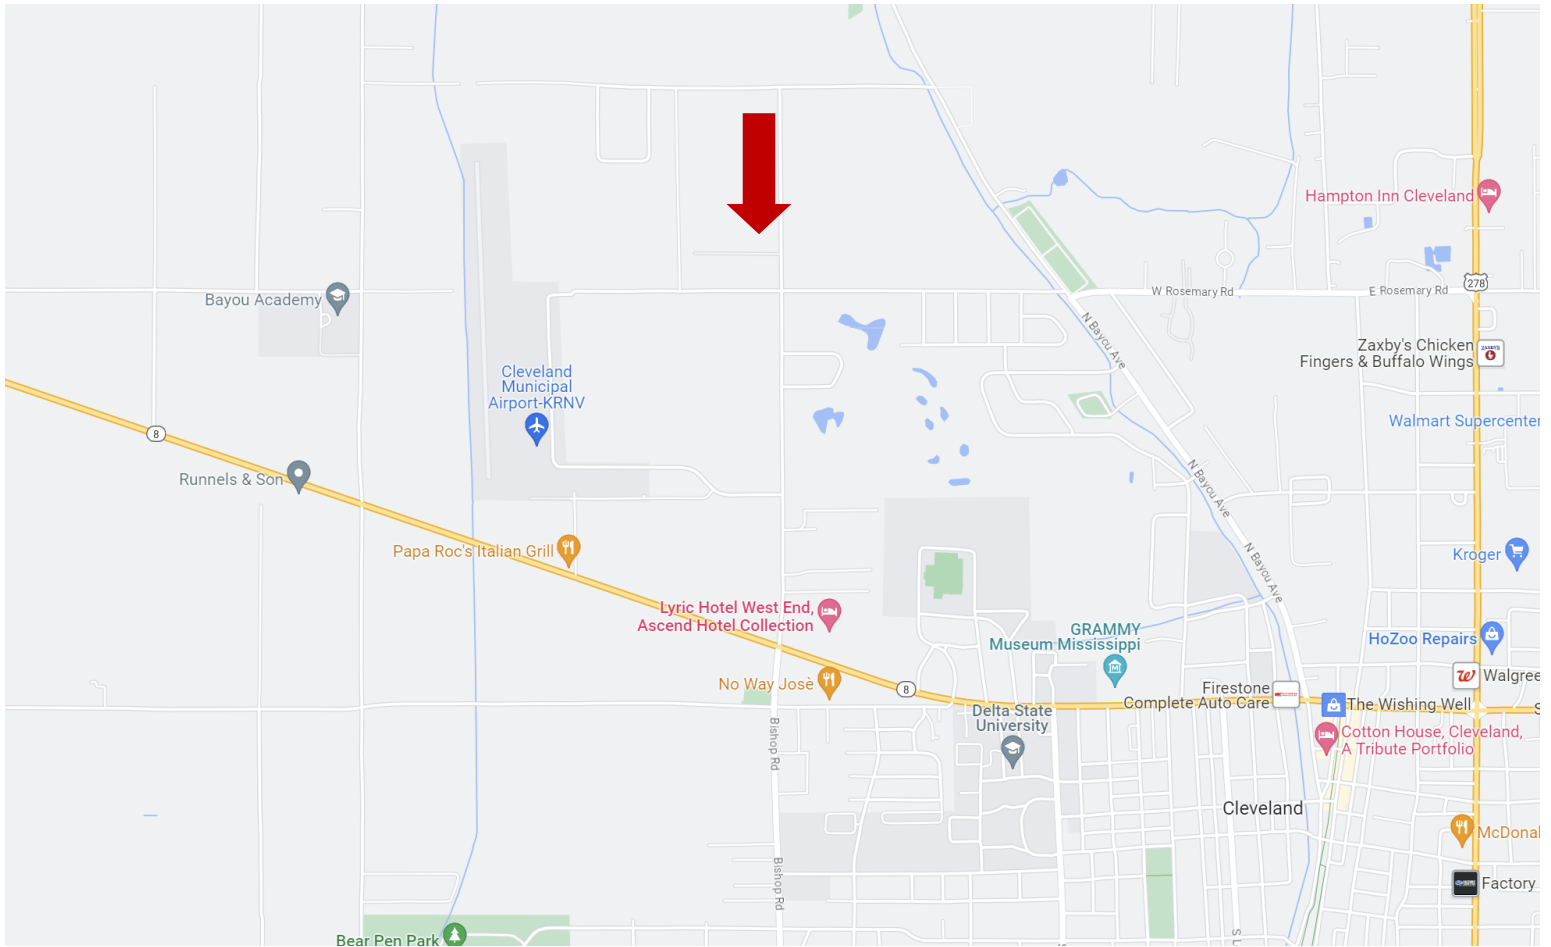 Hampton Inn Cleveland
278
W Rosemary Rd
E Rosemary Rd
Bayou Academy
N Bayou Ave
Zaxby's Chicken
Fingers & Buffalo Wings
ZAXBYS
Cleveland
Municipal
Airport-KRNV
Walmart Supercenter
8
Runnels & Son
N Bayou Ave
Papa Roc's Italian Grill
Kroger
N Bayou Ave
Lyric Hotel West End,
Ascend Hotel Collection
GRAMMY
Museum Mississippi
HoZoo Repairs
W
Walgree
No Way Josè
8
Firestone
Complete Auto Care
The Wishing Well
S
Delta State
University
Bishop Rd
Cotton House, Cleveland,
A Tribute Portfolio
Cleveland
McDonal
Bishop Rd
Factory
S L
S
Bear Pen Park